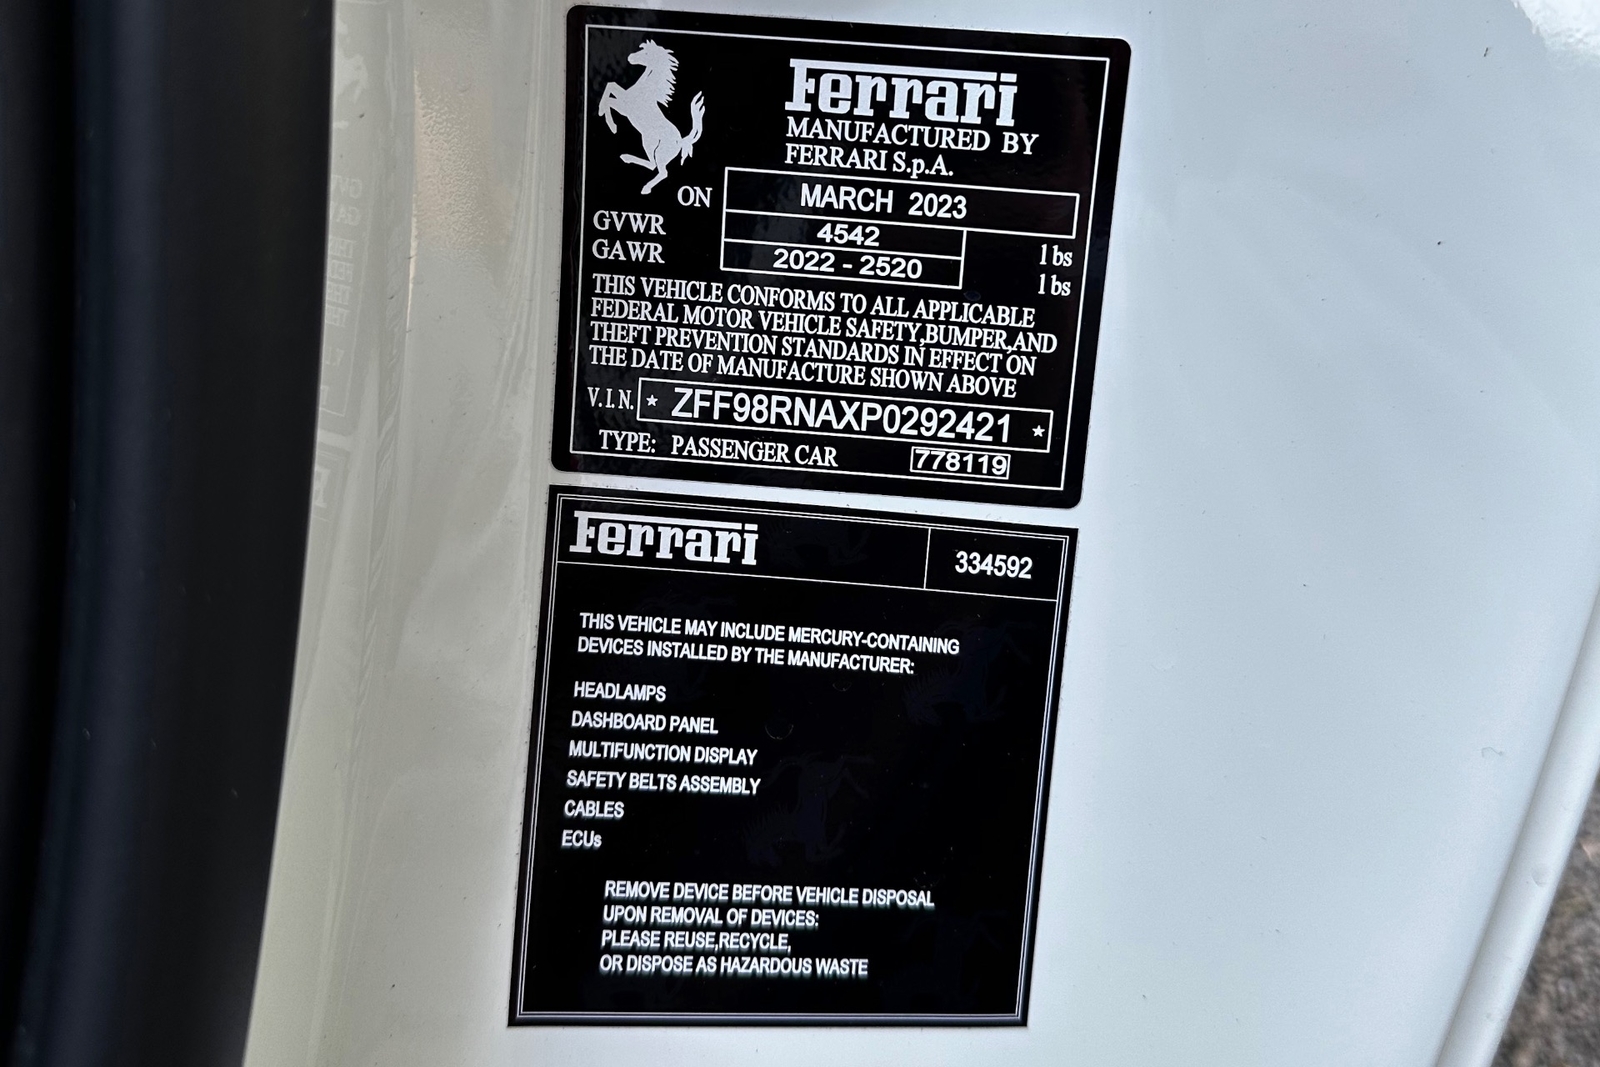 Ferrari
MANUFACTURED BY
FERRARI S.p.A.
ON MARCH 2023
GVWR 4542 lbs
GAWR 2022 - 2520 lbs
THIS VEHICLE CONFORMS TO ALL APPLICABLE
FEDERAL MOTOR VEHICLE SAFETY,BUMPER,AND
THEFT PREVENTION STANDARDS IN EFFECT ON
THE DATE OF MANUFACTURE SHOWN ABOVE
V.I.N. * ZFF98RNAXP0292421 *
TYPE: PASSENGER CAR 778119
Ferrari 334592
THIS VEHICLE MAY INCLUDE MERCURY-CONTAINING
DEVICES INSTALLED BY THE MANUFACTURER:
HEADLAMPS
DASHBOARD PANEL
MULTIFUNCTION DISPLAY
SAFETY BELTS ASSEMBLY
CABLES
ECUs
REMOVE DEVICE BEFORE VEHICLE DISPOSAL
UPON REMOVAL OF DEVICES:
PLEASE REUSE,RECYCLE,
OR DISPOSE AS HAZARDOUS WASTE